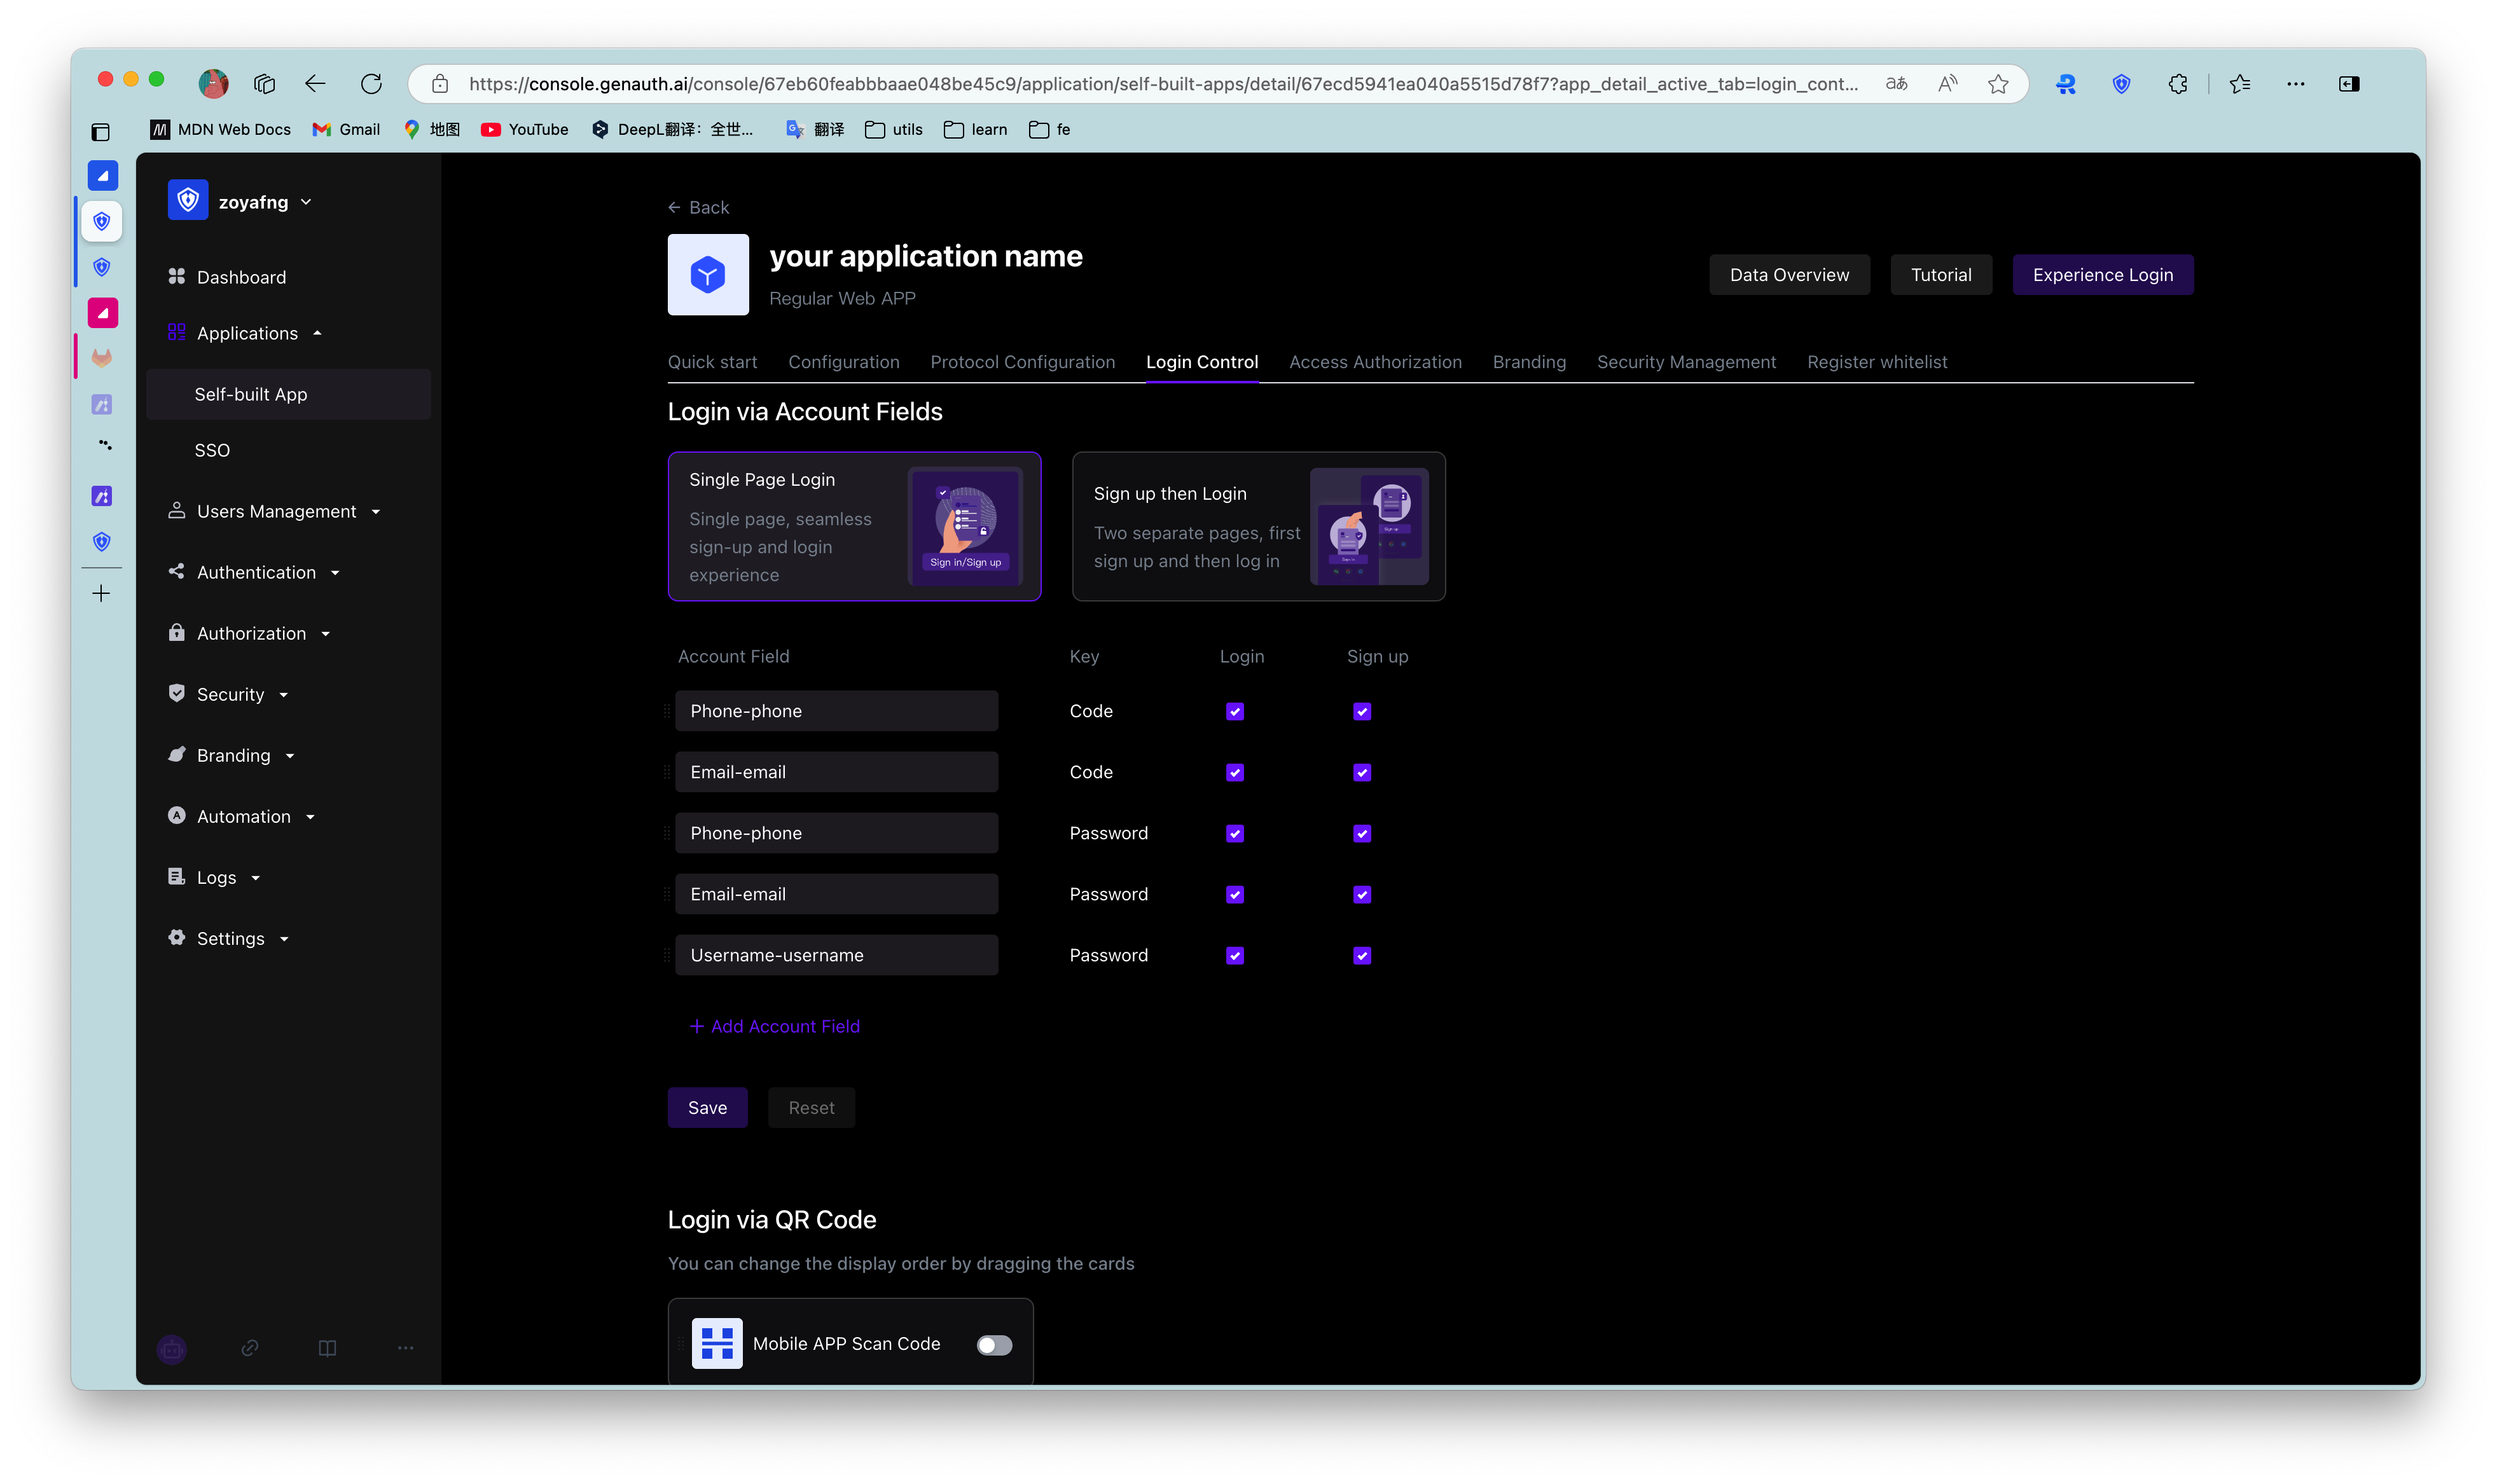 https://console.genauth.ai/console/67eb60feabbbaae048be45c9/application/self-built-apps/detail/67ecd5941ea040a5515d78f7?app_detail_active_tab=login_cont...
MDN Web Docs
Gmail
地图
YouTube
DeepL翻译：全世...
翻译
utils
learn
fe
zoyafng
Dashboard
Applications
Self-built App
SSO
Users Management
Authentication
Authorization
Security
Branding
Automation
Logs
Settings
Back
your application name
Regular Web APP
Data Overview
Tutorial
Experience Login
Quick start
Configuration
Protocol Configuration
Login Control
Access Authorization
Branding
Security Management
Register whitelist
Login via Account Fields
Single Page Login
Single page, seamless
sign-up and login
experience
Sign in/Sign up
Sign up then Login
Two separate pages, first
sign up and then log in
Sign up
Sign in
Account Field Key Login Sign up
Phone-phone Code
Email-email Code
Phone-phone Password
Email-email Password
Username-username Password
+ Add Account Field
Save
Reset
Login via QR Code
You can change the display order by dragging the cards
Mobile APP Scan Code